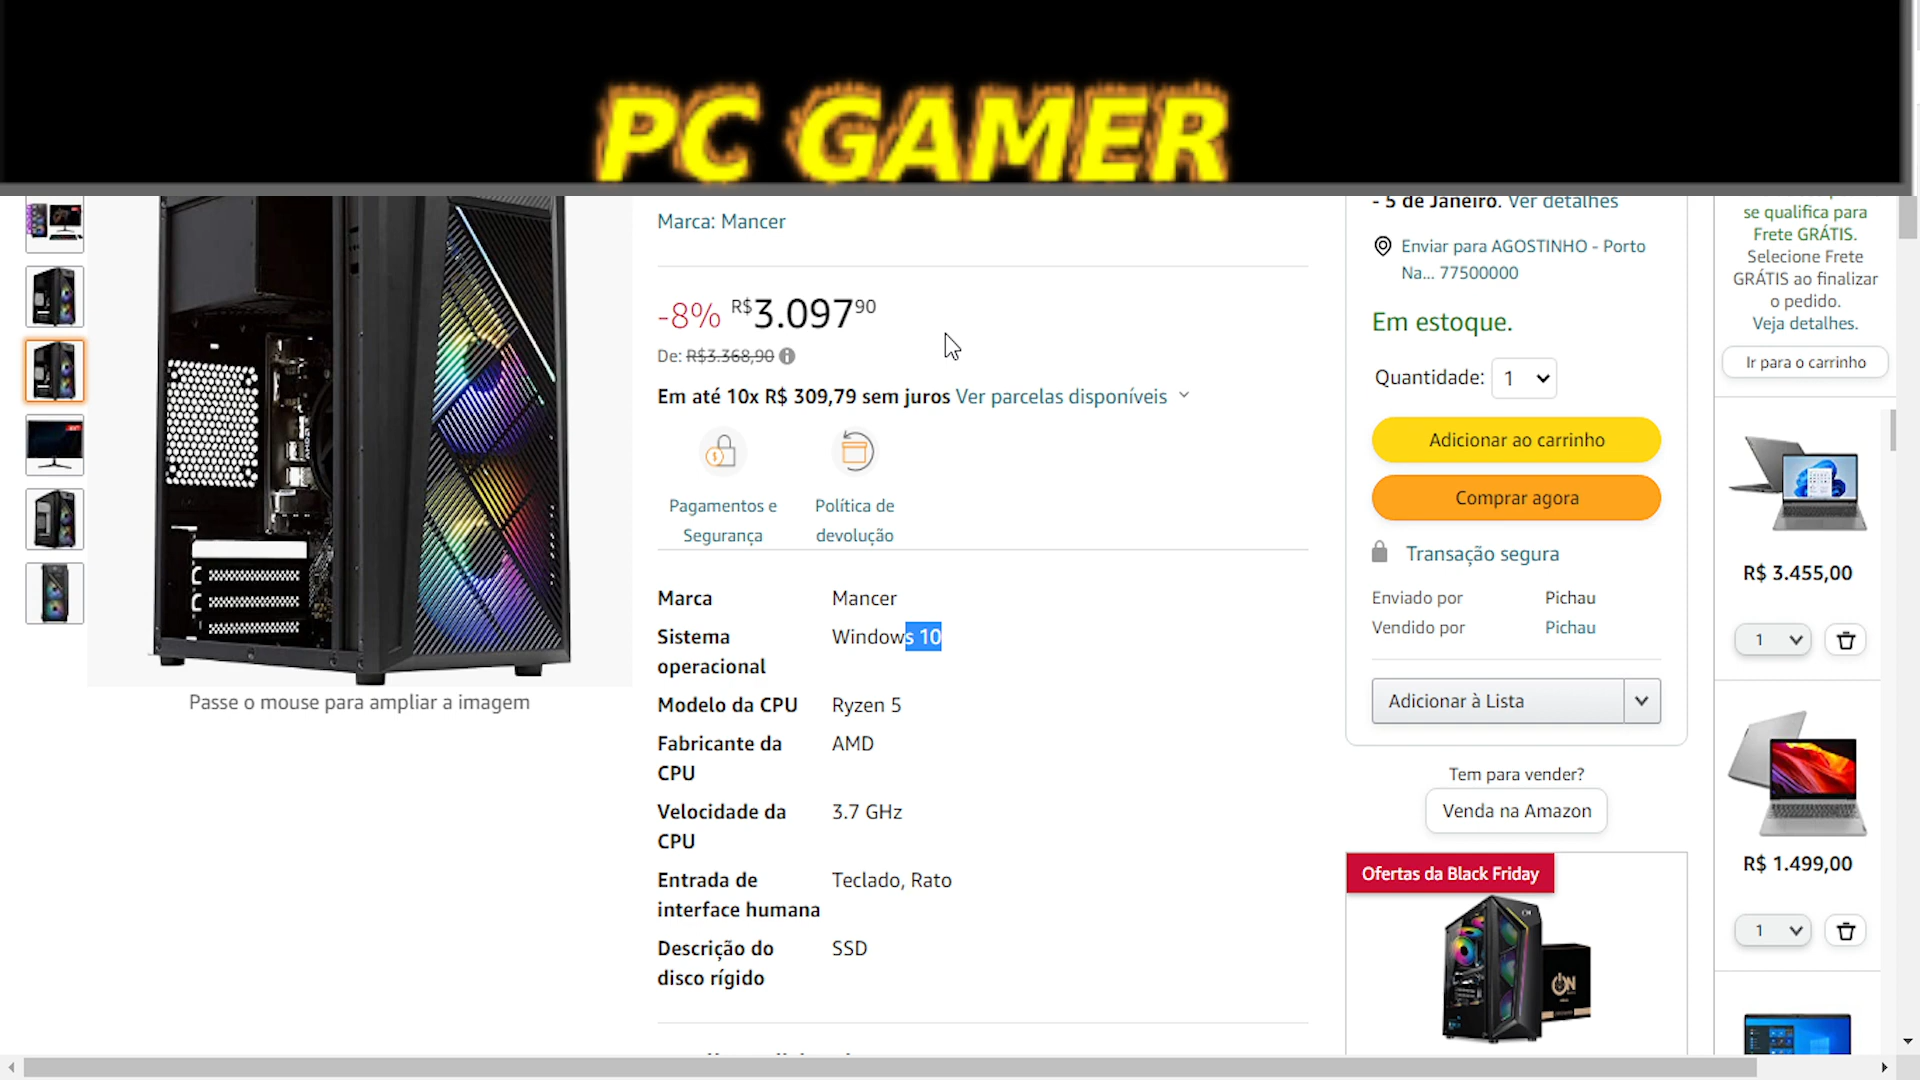 PC GAMER
Marca: Mancer
-8% R$3.09790
De: R$3.368,90
Em até 10x R$ 309,79 sem juros Ver parcelas disponíveis
Pagamentos e
Segurança
Política de
devolução
Marca Mancer
Sistema Windows 10
operacional
Modelo da CPU Ryzen 5
Fabricante da AMD
CPU
Velocidade da 3.7 GHz
CPU
Entrada de Teclado, Rato
interface humana
Descrição do SSD
disco rígido
Passe o mouse para ampliar a imagem
- 5 de Janeiro. Ver detalhes
Enviar para AGOSTINHO - Porto
Na... 77500000
Em estoque.
Quantidade: 1
Adicionar ao carrinho
Comprar agora
Transação segura
Enviado por Pichau
Vendido por Pichau
Adicionar à Lista
Tem para vender?
Venda na Amazon
Ofertas da Black Friday
ON
se qualifica para
Frete GRÁTIS.
Selecione Frete
GRÁTIS ao finalizar
o pedido.
Veja detalhes.
Ir para o carrinho
R$ 3.455,00
1
R$ 1.499,00
1